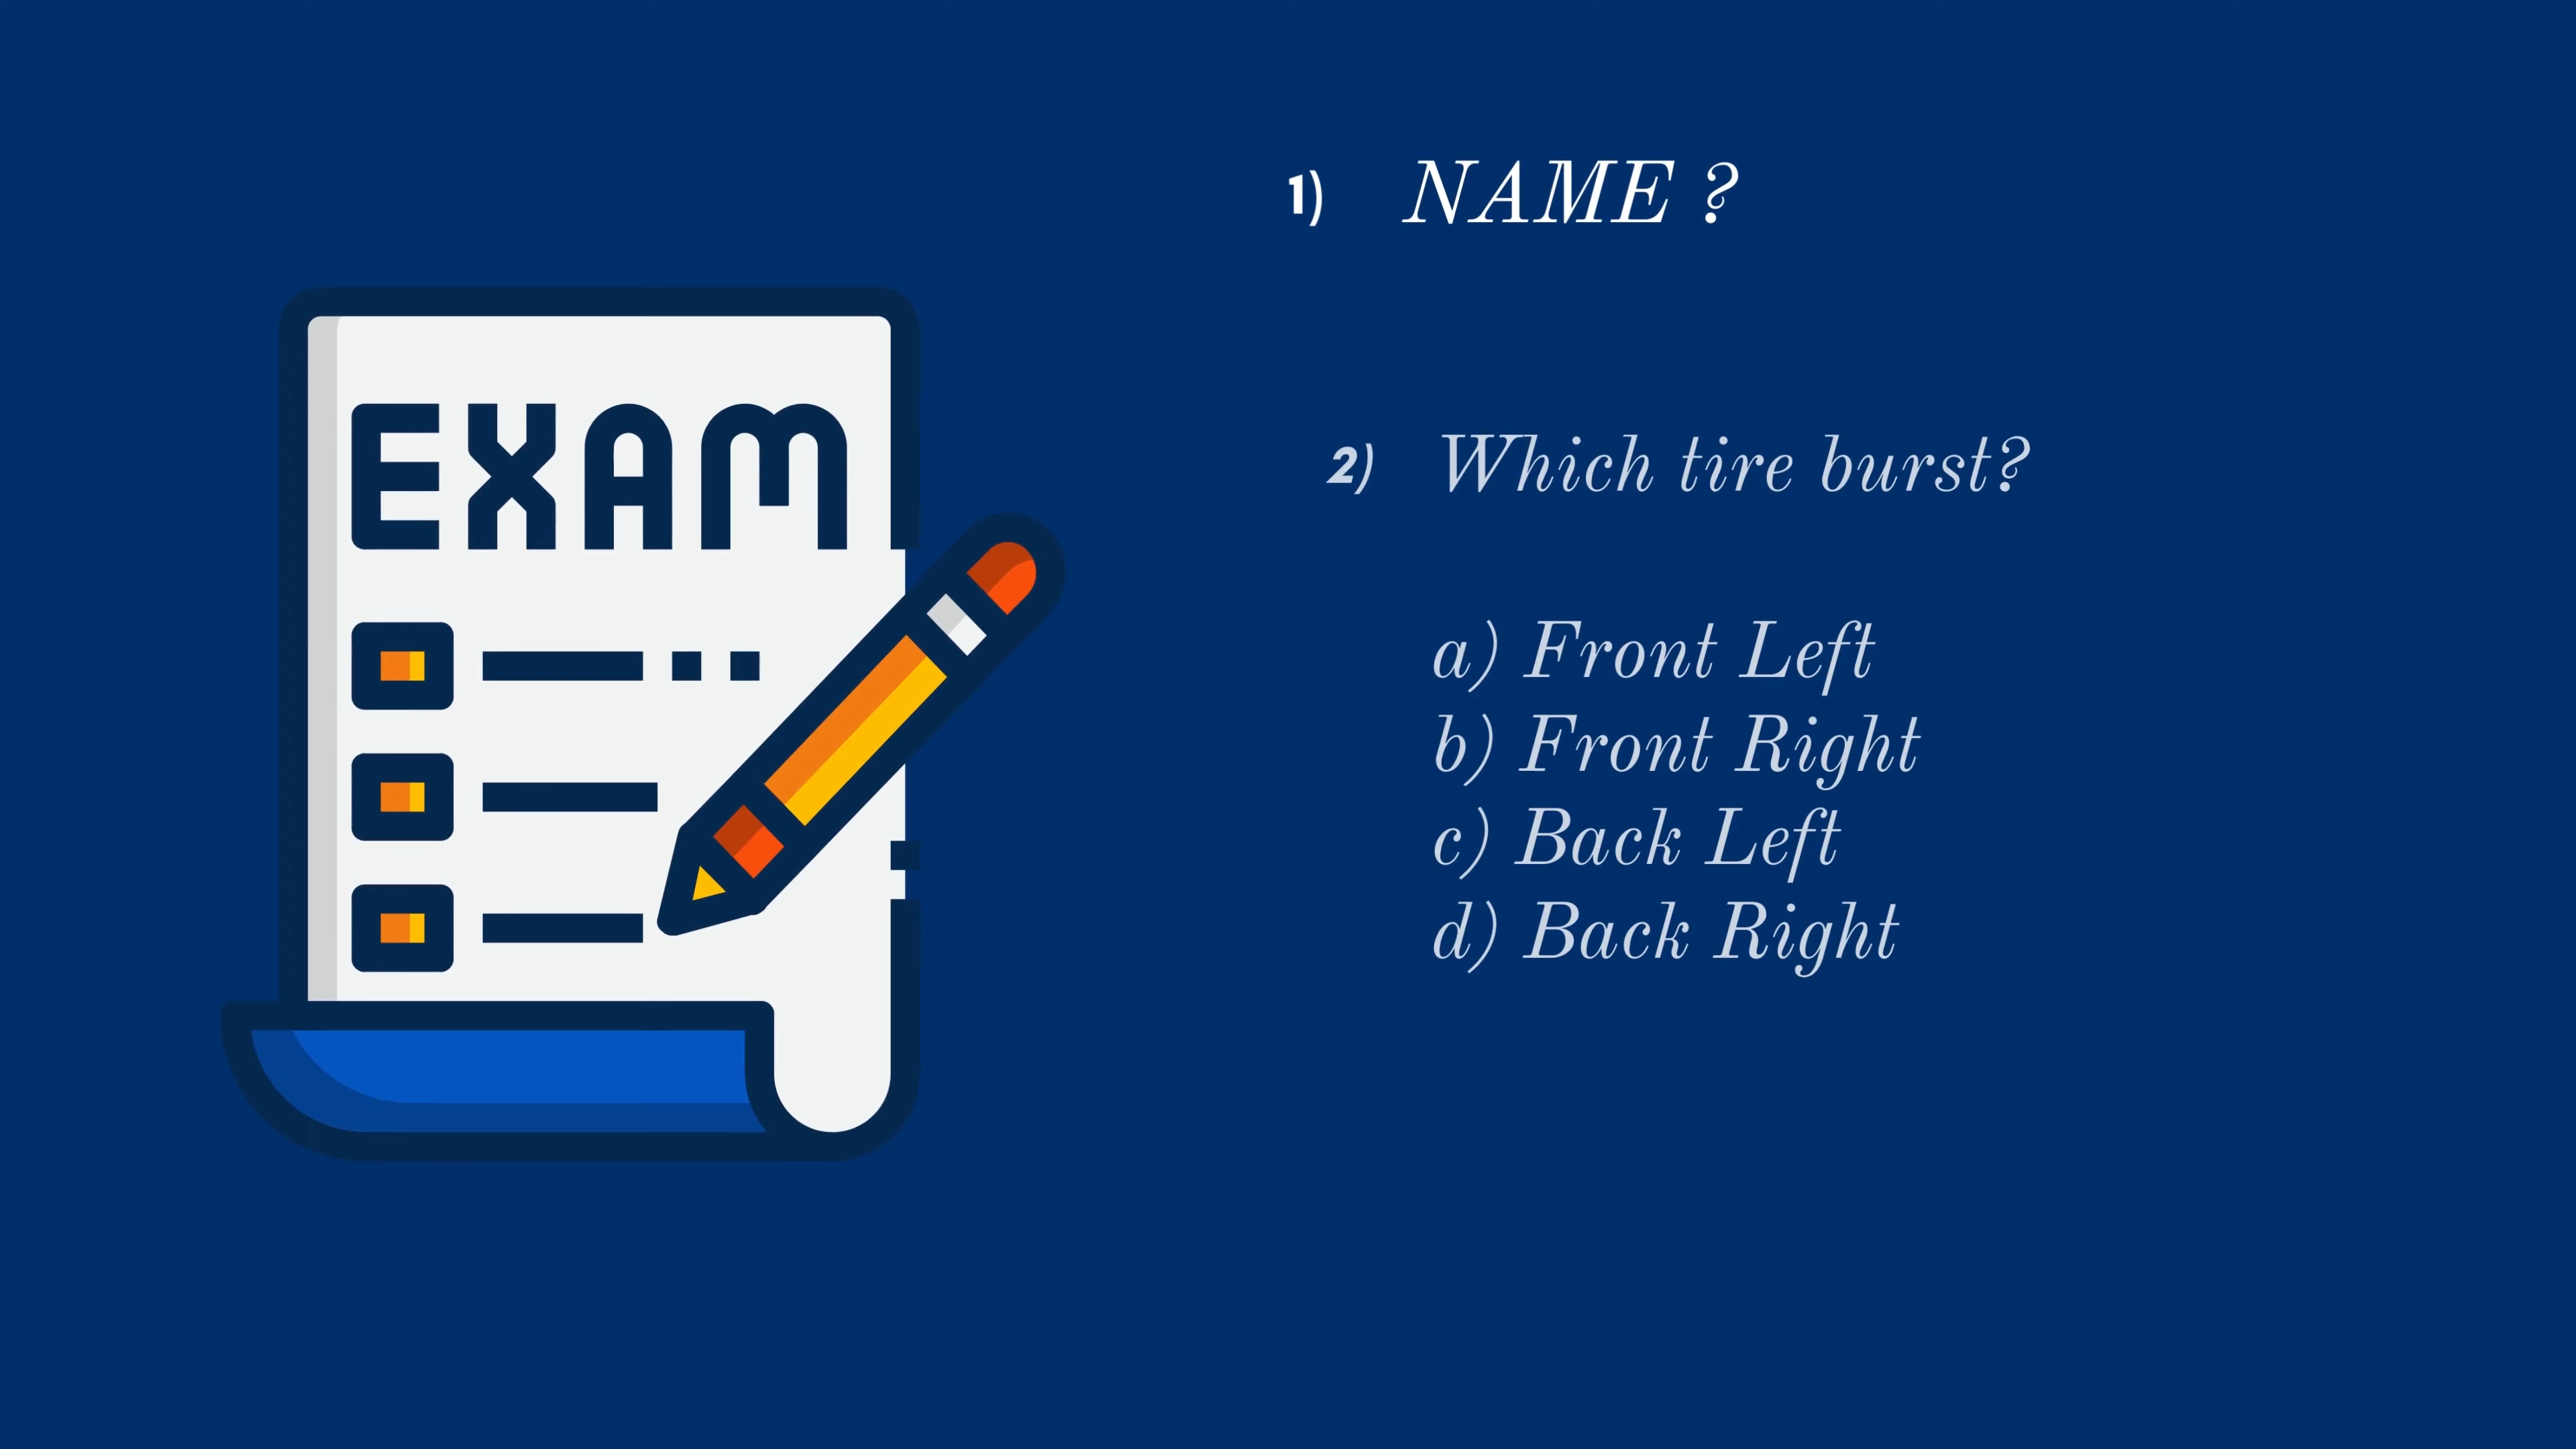 EXAM
1) NAME ?
2) Which tire burst?
a) Front Left
b) Front Right
c) Back Left
d) Back Right